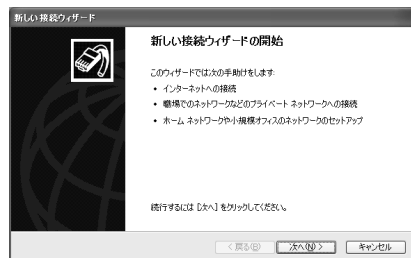 新しい接続ウィザード
新しい接続ウィザードの開始
このウィザードでは次の手助けをします:
• インターネットへの接続
• 職場でのネットワークなどのプライベート ネットワークへの接続
• ホーム ネットワークや小規模オフィスのネットワークのセットアップ
続行するには [次へ] をクリックしてください。
< 戻る(B)
次へ(N) >
キャンセル